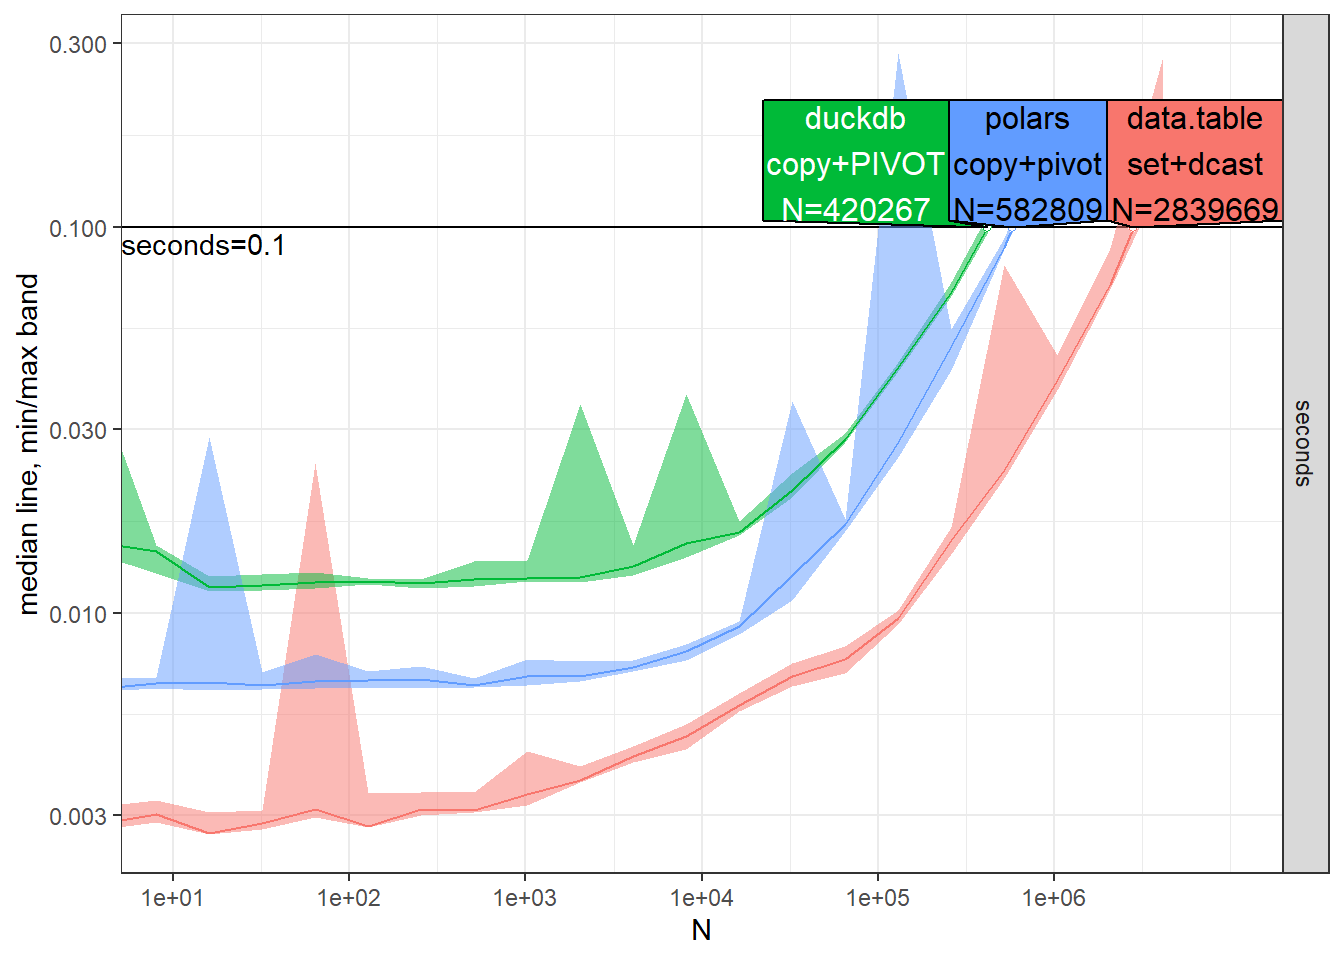 0.300
0.100
0.030
0.010
0.003
median line, min/max band
duckdb
copy+PIVOT
N=420267
polars
copy+pivot
N=582809
data.table
set+dcast
N=2839669
seconds=0.1
seconds
1e+01
1e+02
1e+03
1e+04
1e+05
1e+06
N